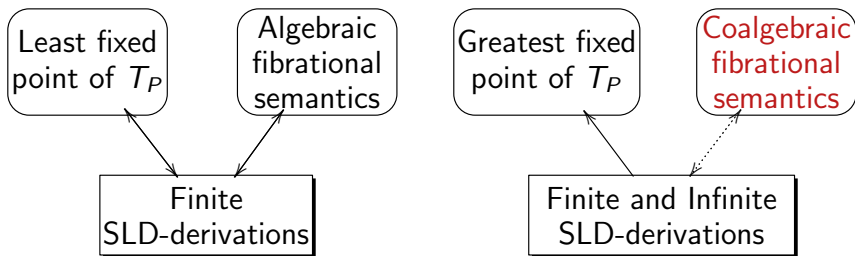 Least fixed
point of T_P
Algebraic
fibrational
semantics
Greatest fixed
point of T_P
Coalgebraic
fibrational
semantics
Finite
SLD-derivations
Finite and Infinite
SLD-derivations